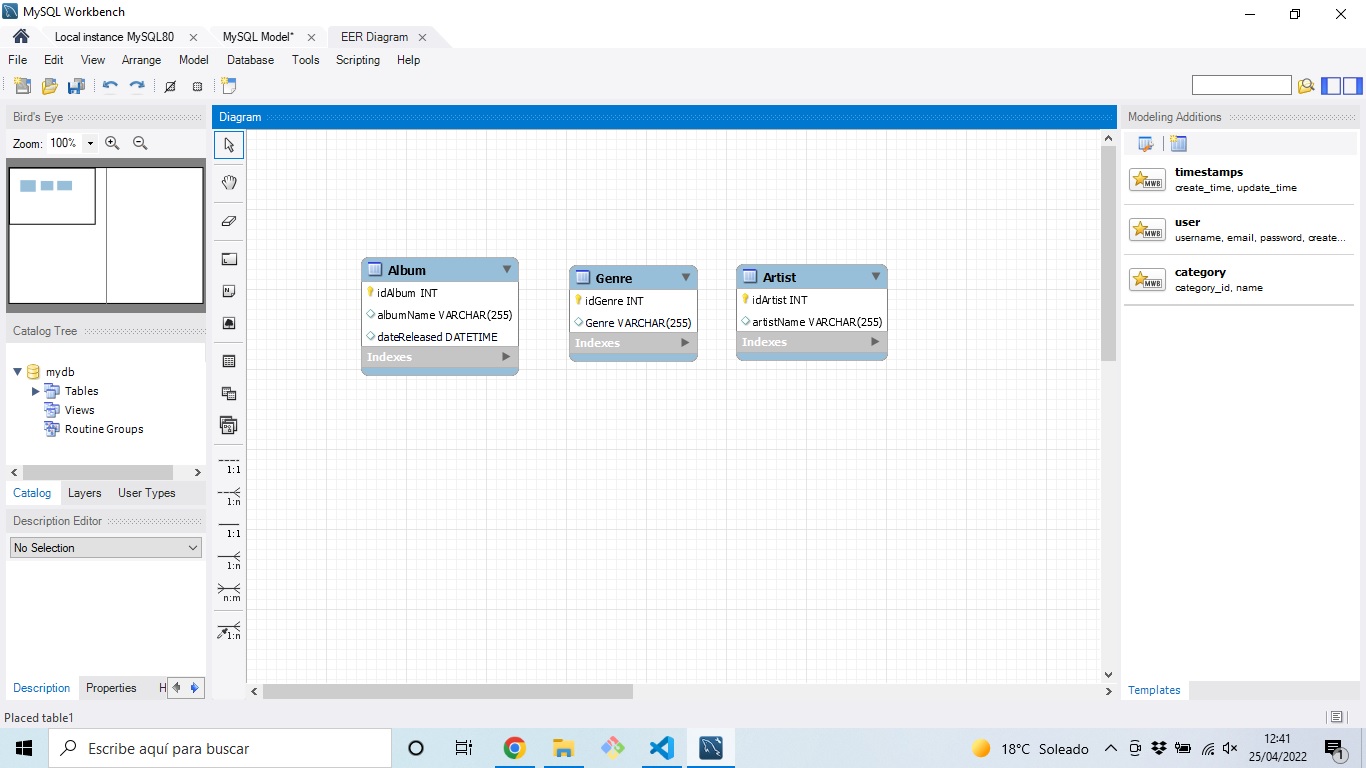 MySQL Workbench
Local instance MySQL80
MySQL Model*
EER Diagram
File Edit View Arrange Model Database Tools Scripting Help
Bird's Eye
Zoom: 100%
Catalog Tree
mydb
Tables
Views
Routine Groups
Catalog Layers User Types
Description Editor
No Selection
Description Properties H
Diagram
1:1
1:n
1:1
1:n
n:m
1:n
Album
idAlbum INT
albumName VARCHAR(255)
dateReleased DATETIME
Indexes
Genre
idGenre INT
Genre VARCHAR(255)
Indexes
Artist
idArtist INT
artistName VARCHAR(255)
Indexes
Modeling Additions
MWB
timestamps
create_time, update_time
MWB
user
username, email, password, create...
MWB
category
category_id, name
Templates
Placed table1
Escribe aquí para buscar
18°C Soleado
12:41
25/04/2022
1